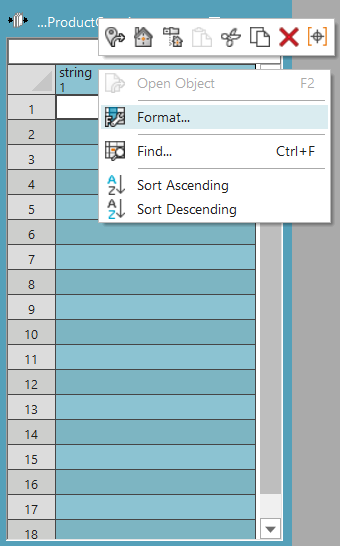 ...ProductC
string
1
Open Object F2
Format...
Find... Ctrl+F
Sort Ascending
Sort Descending
1
2
3
4
5
6
7
8
9
10
11
12
13
14
15
16
17
18